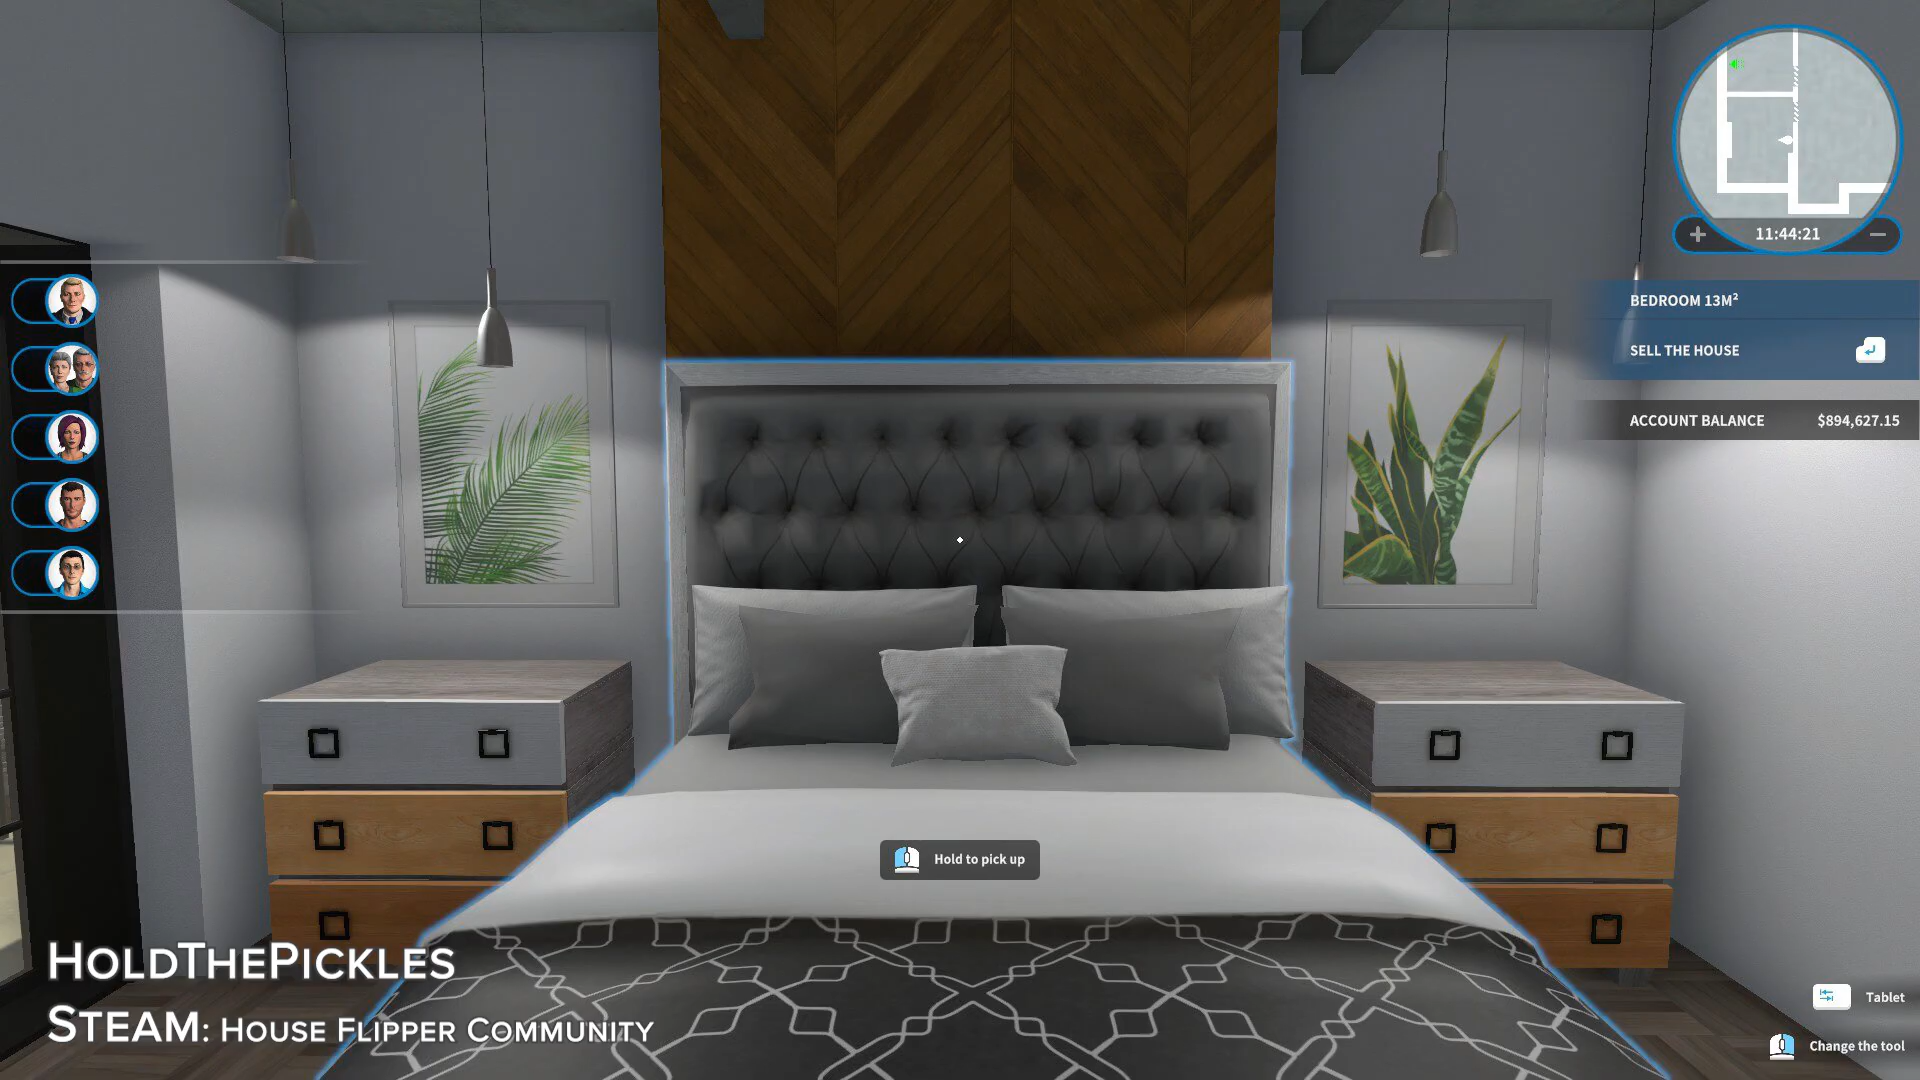 11:44:21
BEDROOM 13M²
SELL THE HOUSE
ACCOUNT BALANCE $894,627.15
Hold to pick up
HOLDTHEPICKLES
STEAM: HOUSE FLIPPER COMMUNITY
Tablet
Change the tool